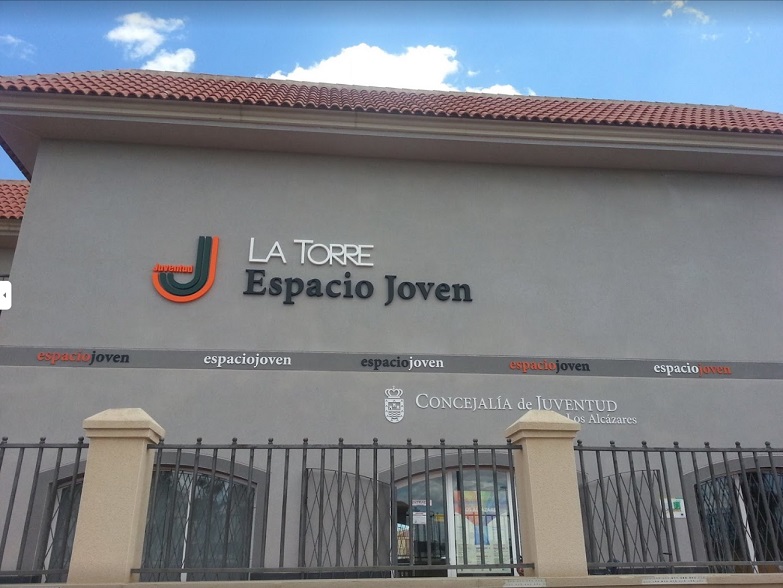 Juventud
LA TORRE
Espacio Joven
espaciojoven espaciojoven espaciojoven espaciojoven espaciojoven
CONCEJALÍA de JUVENTUD
Los Alcázares